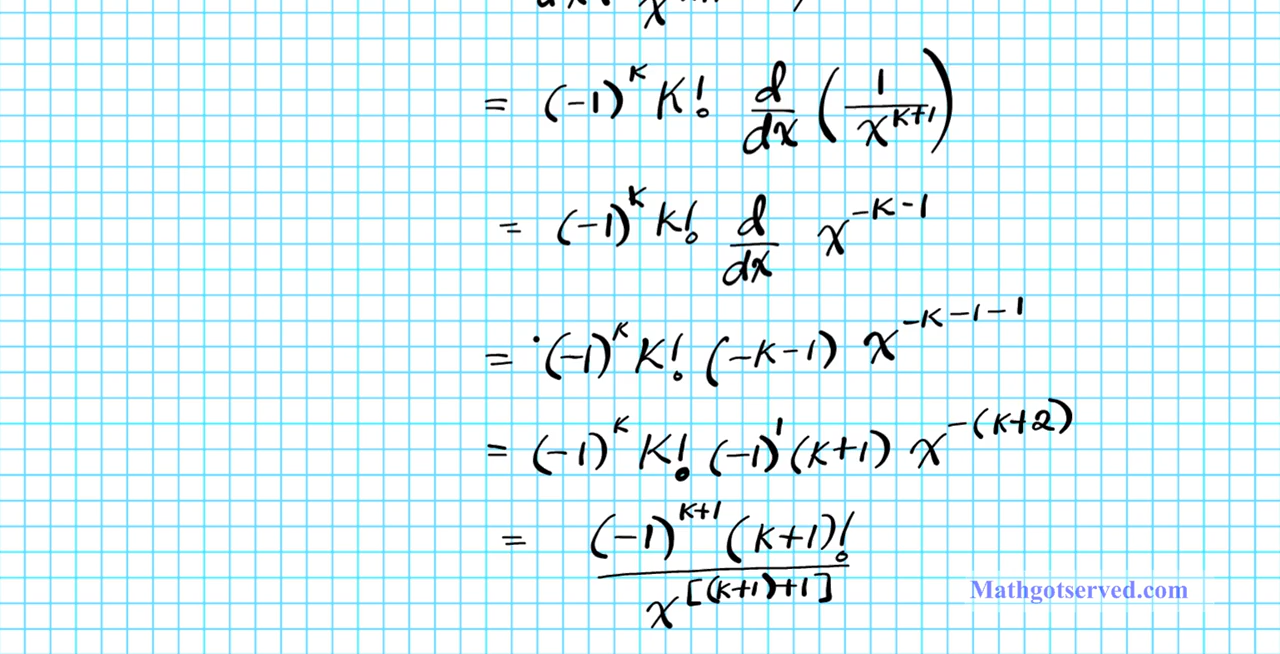 = (-1)^K K! d/dx (1/x^(K+1))
= (-1)^K K! d/dx x^(-K-1)
= (-1)^K K! (-K-1) x^(-K-1-1)
= (-1)^K K! (-1)^1 (K+1) x^(-(K+2))
= (-1)^(K+1) (K+1)! / x^[(K+1)+1]
Mathgotserved.com